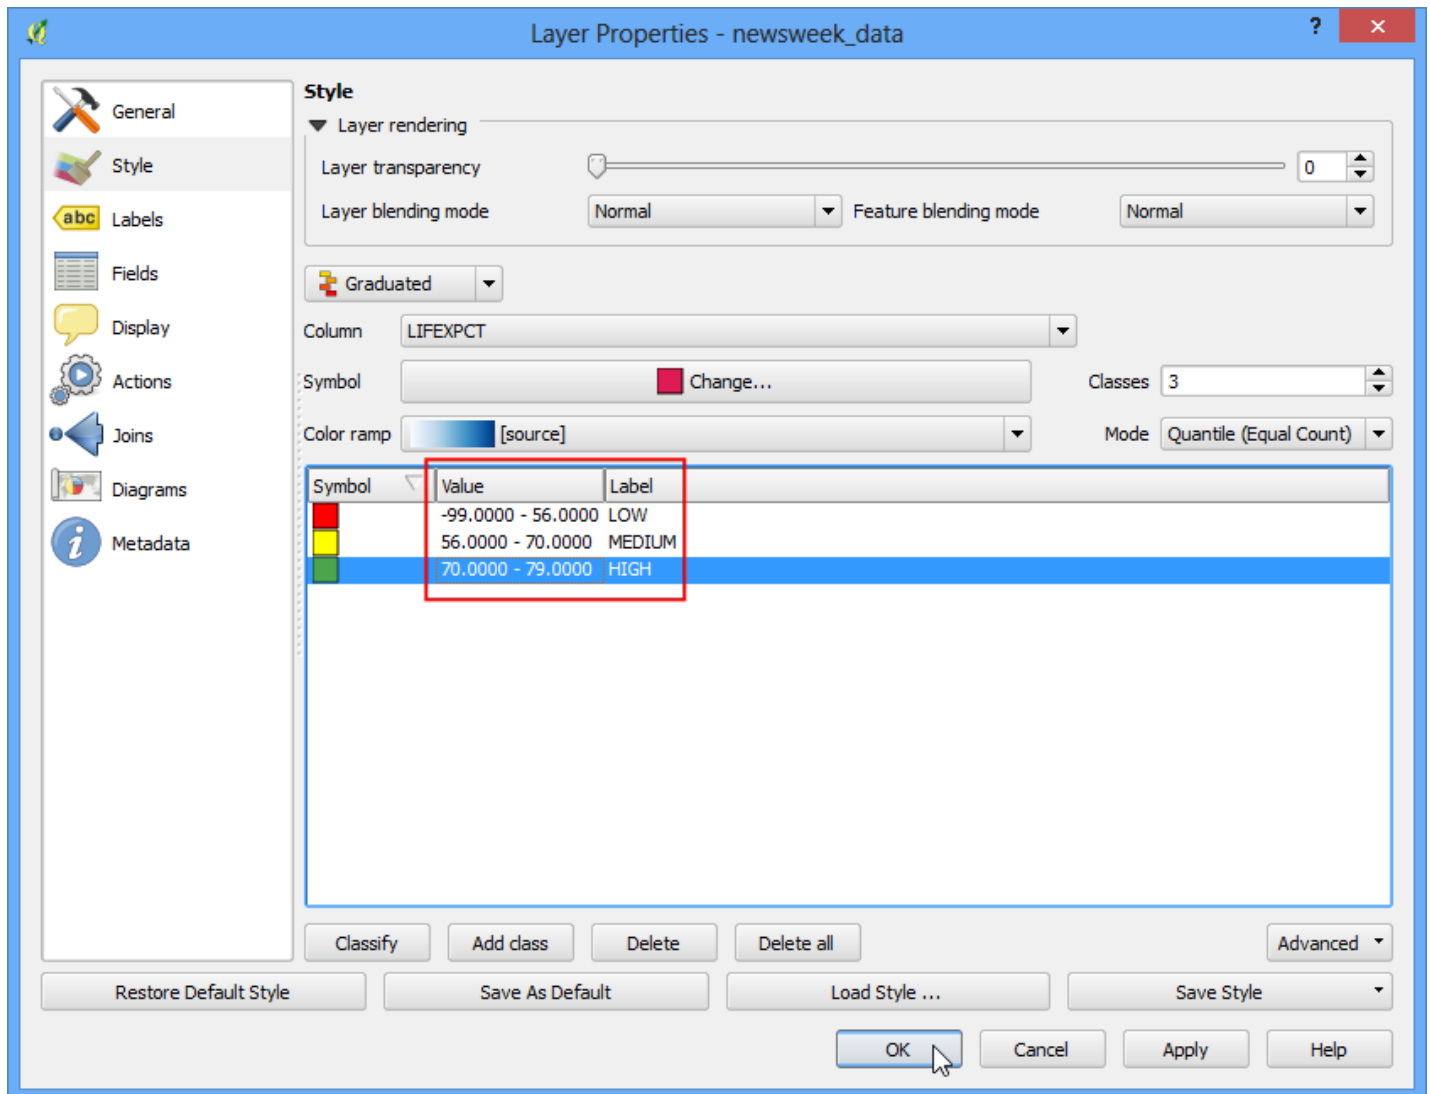 Layer Properties - newsweek_data ?
General
Style
abc Labels
Fields
Display
Actions
Joins
Diagrams
i Metadata
Style
Layer rendering
Layer transparency 0
Layer blending mode Normal Feature blending mode Normal
Graduated
Column LIFEXPCT
Symbol Change... Classes 3
Color ramp [source] Mode Quantile (Equal Count)
Symbol Value Label
-99.0000 - 56.0000 LOW
56.0000 - 70.0000 MEDIUM
70.0000 - 79.0000 HIGH
Classify Add class Delete Delete all Advanced
Restore Default Style Save As Default Load Style ... Save Style
OK Cancel Apply Help